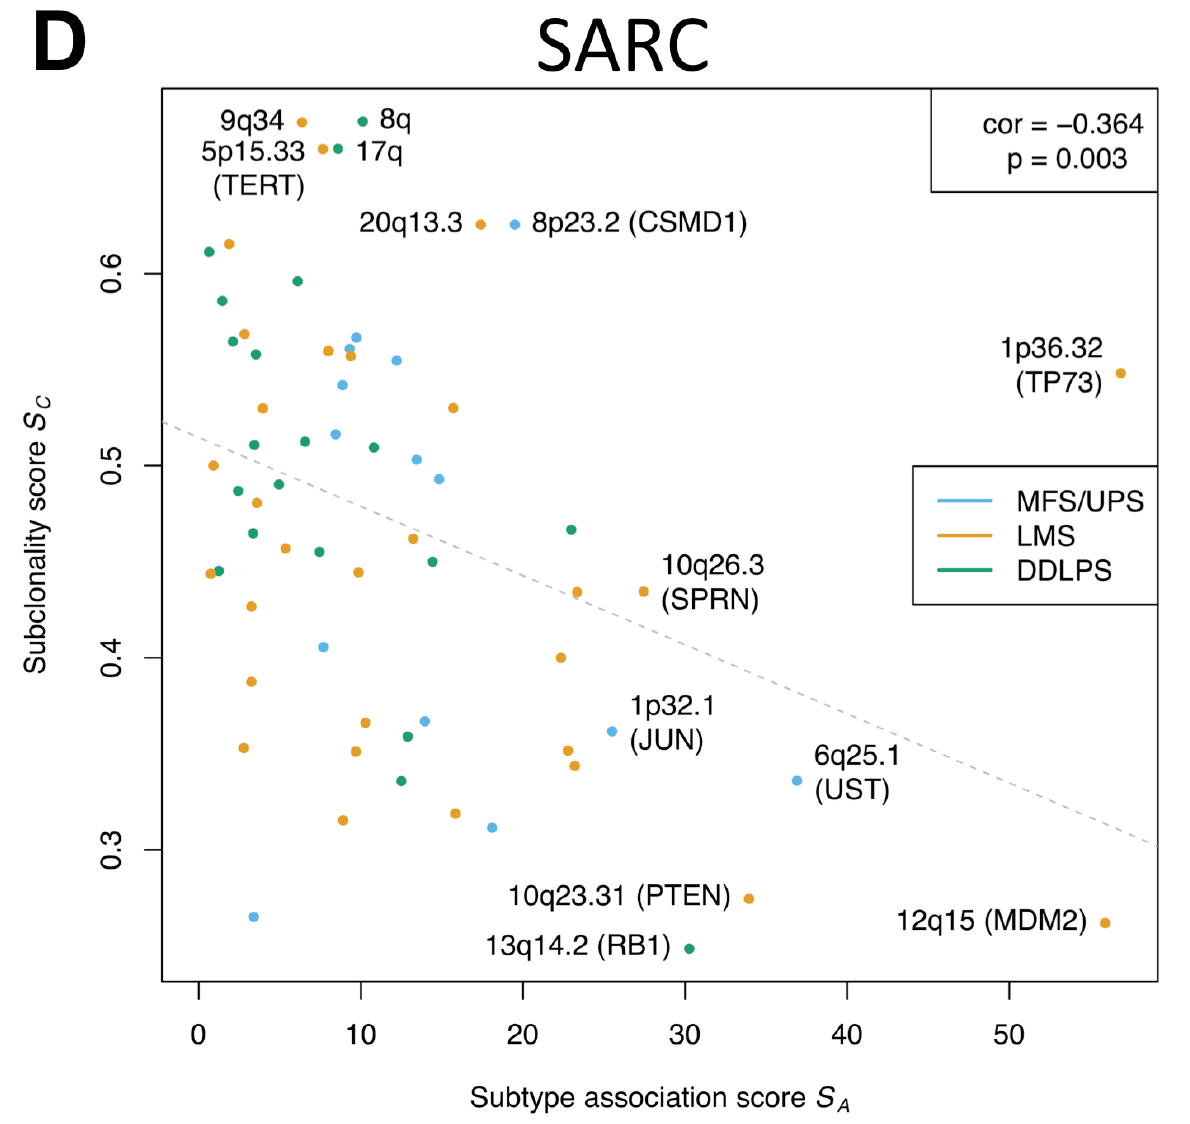 D
SARC
9q34
8q
5p15.33
(TERT)
17q
cor = −0.364
p = 0.003
20q13.3
8p23.2 (CSMD1)
1p36.32
(TP73)
MFS/UPS
LMS
DDLPS
10q26.3
(SPRN)
1p32.1
(JUN)
6q25.1
(UST)
10q23.31 (PTEN)
12q15 (MDM2)
13q14.2 (RB1)
0.6
0.5
0.4
0.3
Subclonality score SC
0 10 20 30 40 50
Subtype association score SA